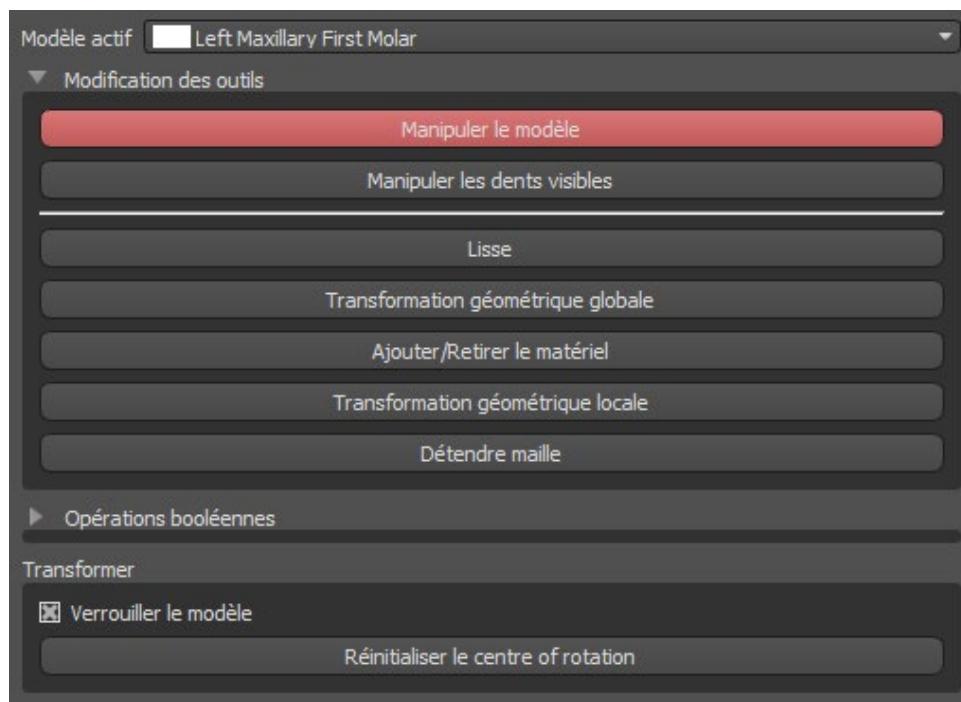 Modèle actif Left Maxillary First Molar
Modification des outils
Manipuler le modèle
Manipuler les dents visibles
Lisse
Transformation géométrique globale
Ajouter/Retirer le matériel
Transformation géométrique locale
Détendre maille
Opérations booléennes
Transformer
Verrouiller le modèle
Réinitialiser le centre of rotation